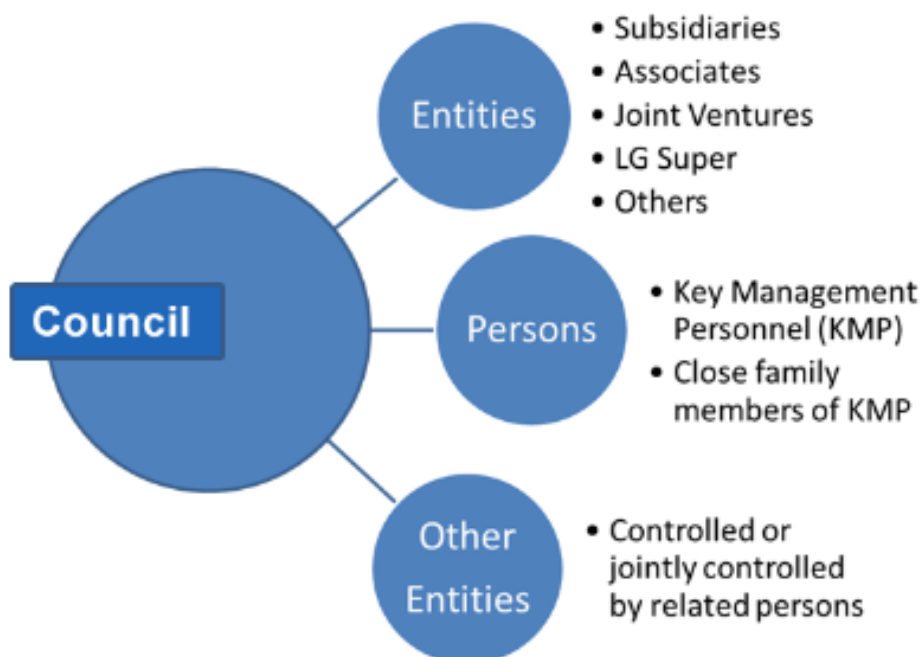 Council
Entities
• Subsidiaries
• Associates
• Joint Ventures
• LG Super
• Others
Persons
• Key Management
Personnel (KMP)
• Close family
members of KMP
Other
Entities
• Controlled or
jointly controlled
by related persons